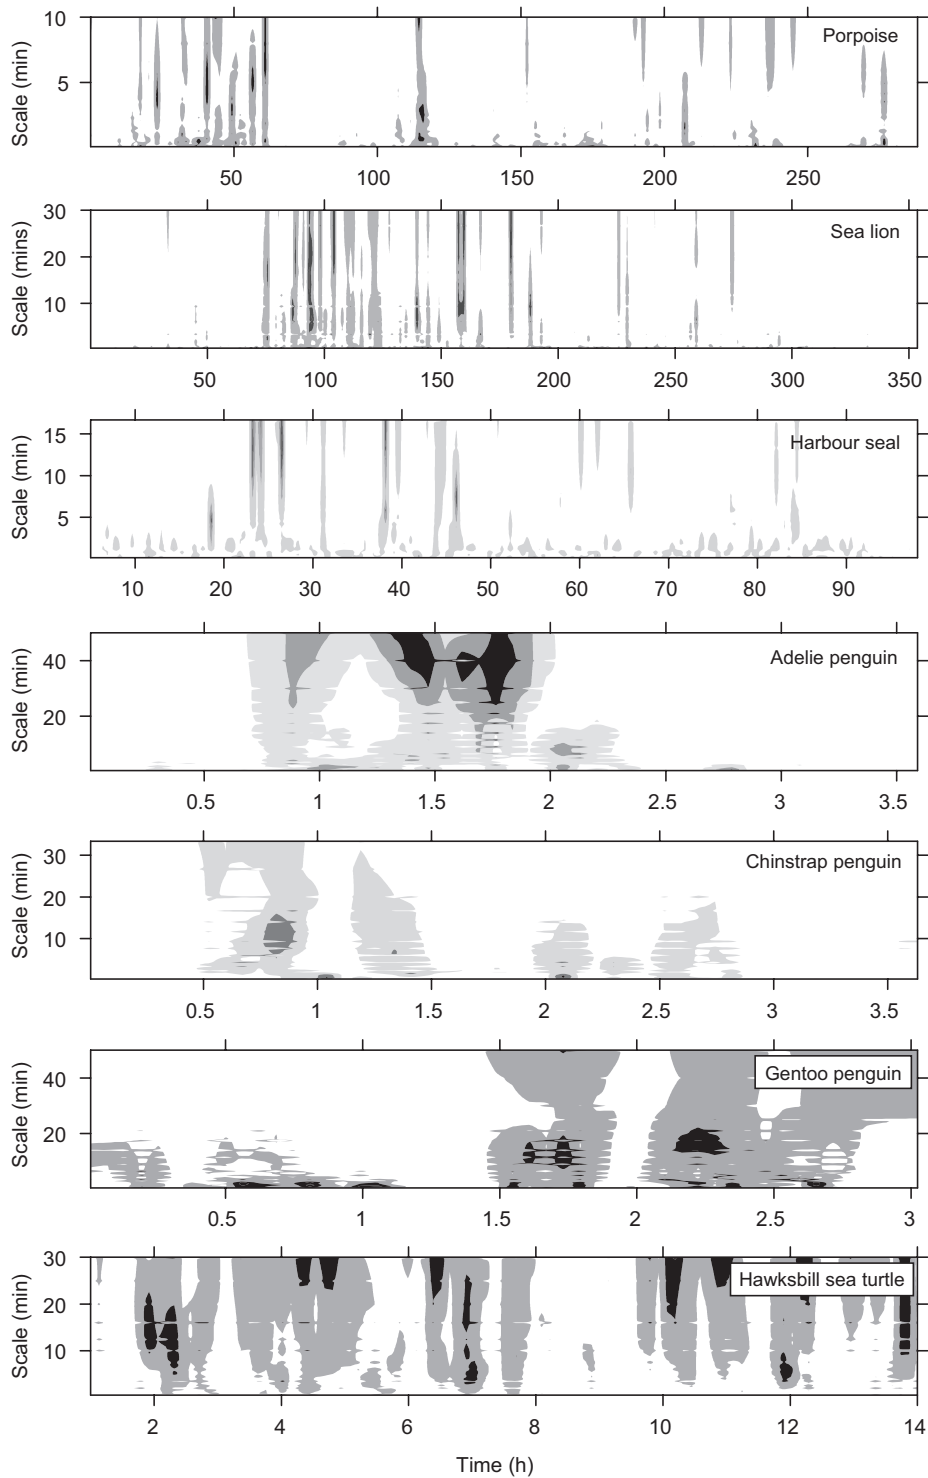 10
Porpoise
Scale (min)
5
50 100 150 200 250
30
Sea lion
Scale (mins)
20
10
50 100 150 200 250 300 350
15
Harbour seal
Scale (min)
10
5
10 20 30 40 50 60 70 80 90
Adelie penguin
Scale (min)
40
20
0.5 1 1.5 2 2.5 3 3.5
Chinstrap penguin
Scale (min)
30
20
10
0.5 1 1.5 2 2.5 3 3.5
Gentoo penguin
Scale (min)
40
20
0.5 1 1.5 2 2.5 3
30
Hawksbill sea turtle
Scale (min)
20
10
2 4 6 8 10 12 14
Time (h)